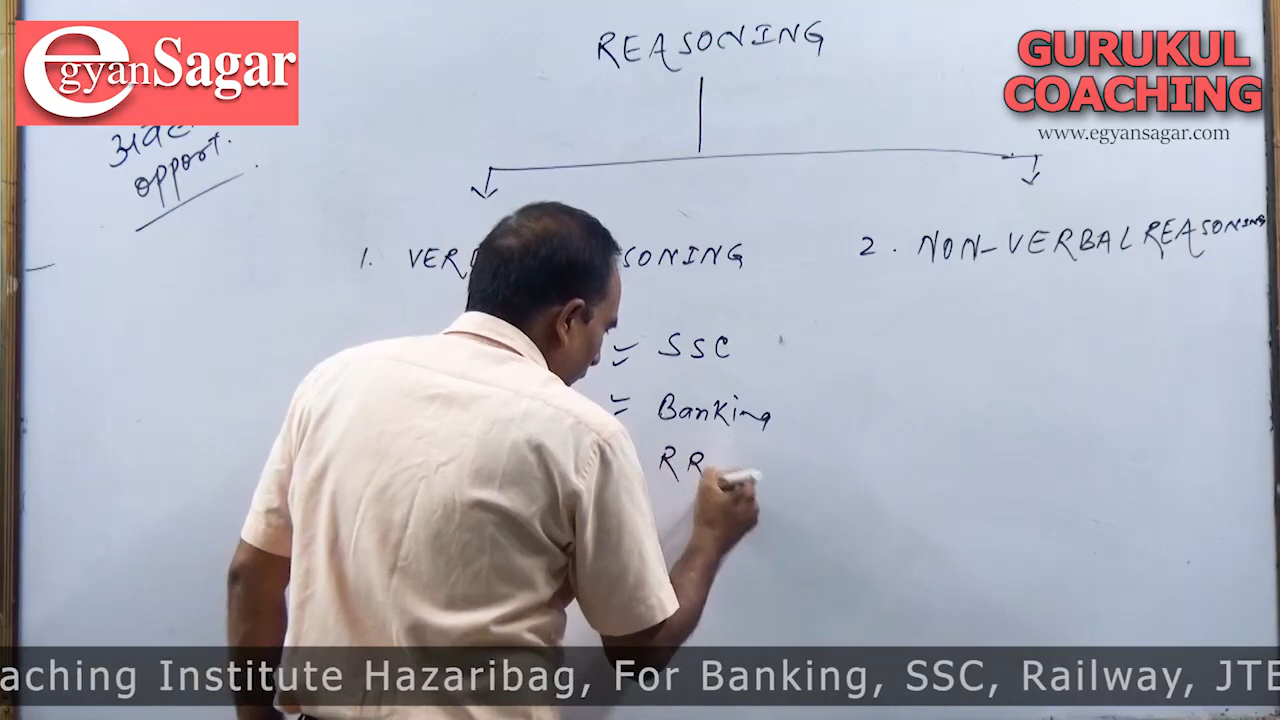 egyanSagar
GURUKUL
COACHING
www.egyansagar.com
REASONING
opport.
1. VER SONING
2. NON-VERBAL REASONING
SSC
Banking
RR
aching Institute Hazaribag, For Banking, SSC, Railway, JTE